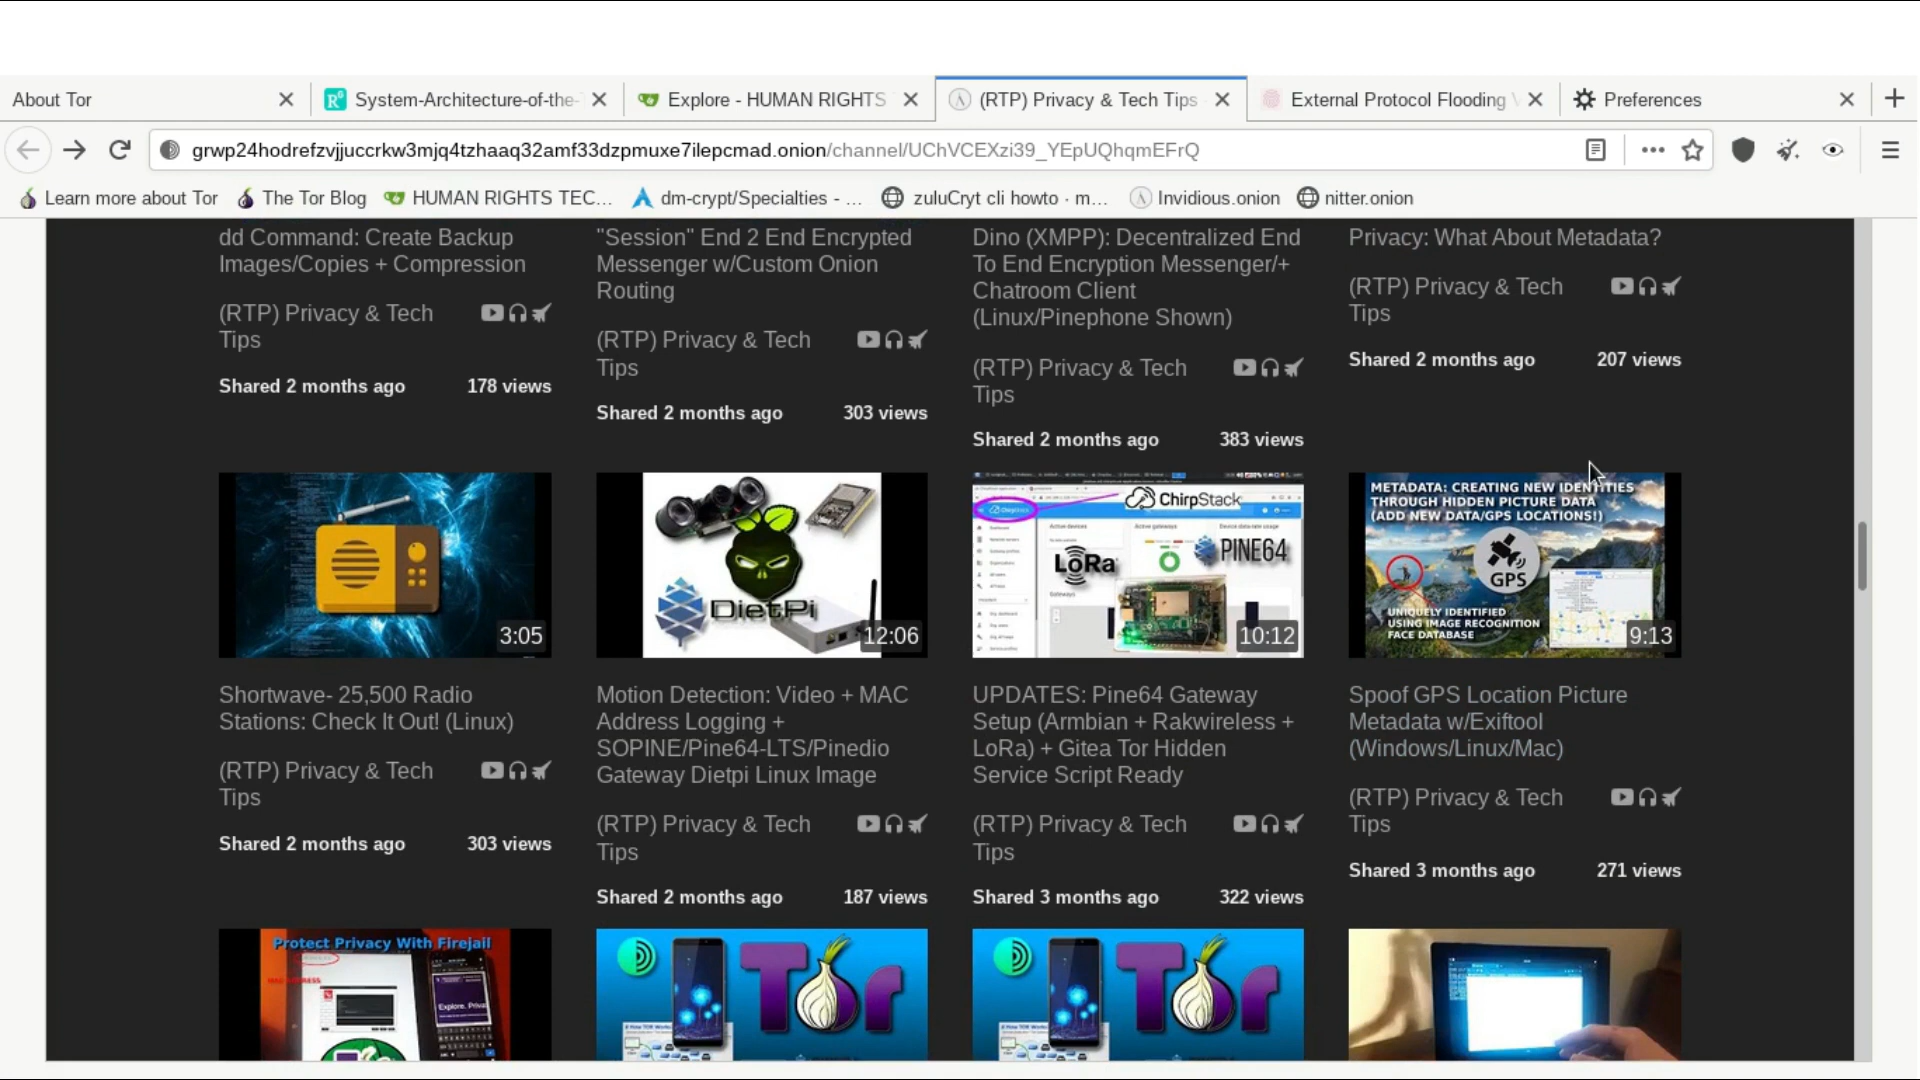 About Tor
System-Architecture-of-the-
Explore - HUMAN RIGHTS
(RTP) Privacy & Tech Tips
External Protocol Flooding
Preferences
grwp24hodrefzvjjuccrkw3mjq4tzhaaq32amf33dzpmuxe7ilepcmad.onion/channel/UChVCEXzi39_YEpUQhqmEFrQ
Learn more about Tor
The Tor Blog
HUMAN RIGHTS TEC...
dm-crypt/Specialties - ...
zuluCryt cli howto · m...
Invidious.onion
nitter.onion
dd Command: Create Backup
Images/Copies + Compression
(RTP) Privacy & Tech
Tips
Shared 2 months ago 178 views
"Session" End 2 End Encrypted
Messenger w/Custom Onion
Routing
(RTP) Privacy & Tech
Tips
Shared 2 months ago 303 views
Dino (XMPP): Decentralized End
To End Encryption Messenger/+
Chatroom Client
(Linux/Pinephone Shown)
(RTP) Privacy & Tech
Tips
Shared 2 months ago 383 views
Privacy: What About Metadata?
(RTP) Privacy & Tech
Tips
Shared 2 months ago 207 views
3:05
Shortwave- 25,500 Radio
Stations: Check It Out! (Linux)
(RTP) Privacy & Tech
Tips
Shared 2 months ago 303 views
DietPi
12:06
Motion Detection: Video + MAC
Address Logging +
SOPINE/Pine64-LTS/Pinedio
Gateway Dietpi Linux Image
(RTP) Privacy & Tech
Tips
Shared 2 months ago 187 views
ChirpStack
LoRa
PINE64
10:12
UPDATES: Pine64 Gateway
Setup (Armbian + Rakwireless +
LoRa) + Gitea Tor Hidden
Service Script Ready
(RTP) Privacy & Tech
Tips
Shared 3 months ago 322 views
METADATA: CREATING NEW IDENTITIES
THROUGH HIDDEN PICTURE DATA
(ADD NEW DATA/GPS LOCATIONS!)
GPS
UNIQUELY IDENTIFIED
USING IMAGE RECOGNITION
FACE DATABASE
9:13
Spoof GPS Location Picture
Metadata w/Exiftool
(Windows/Linux/Mac)
(RTP) Privacy & Tech
Tips
Shared 3 months ago 271 views
Protect Privacy With Firejail
Tor
Tor